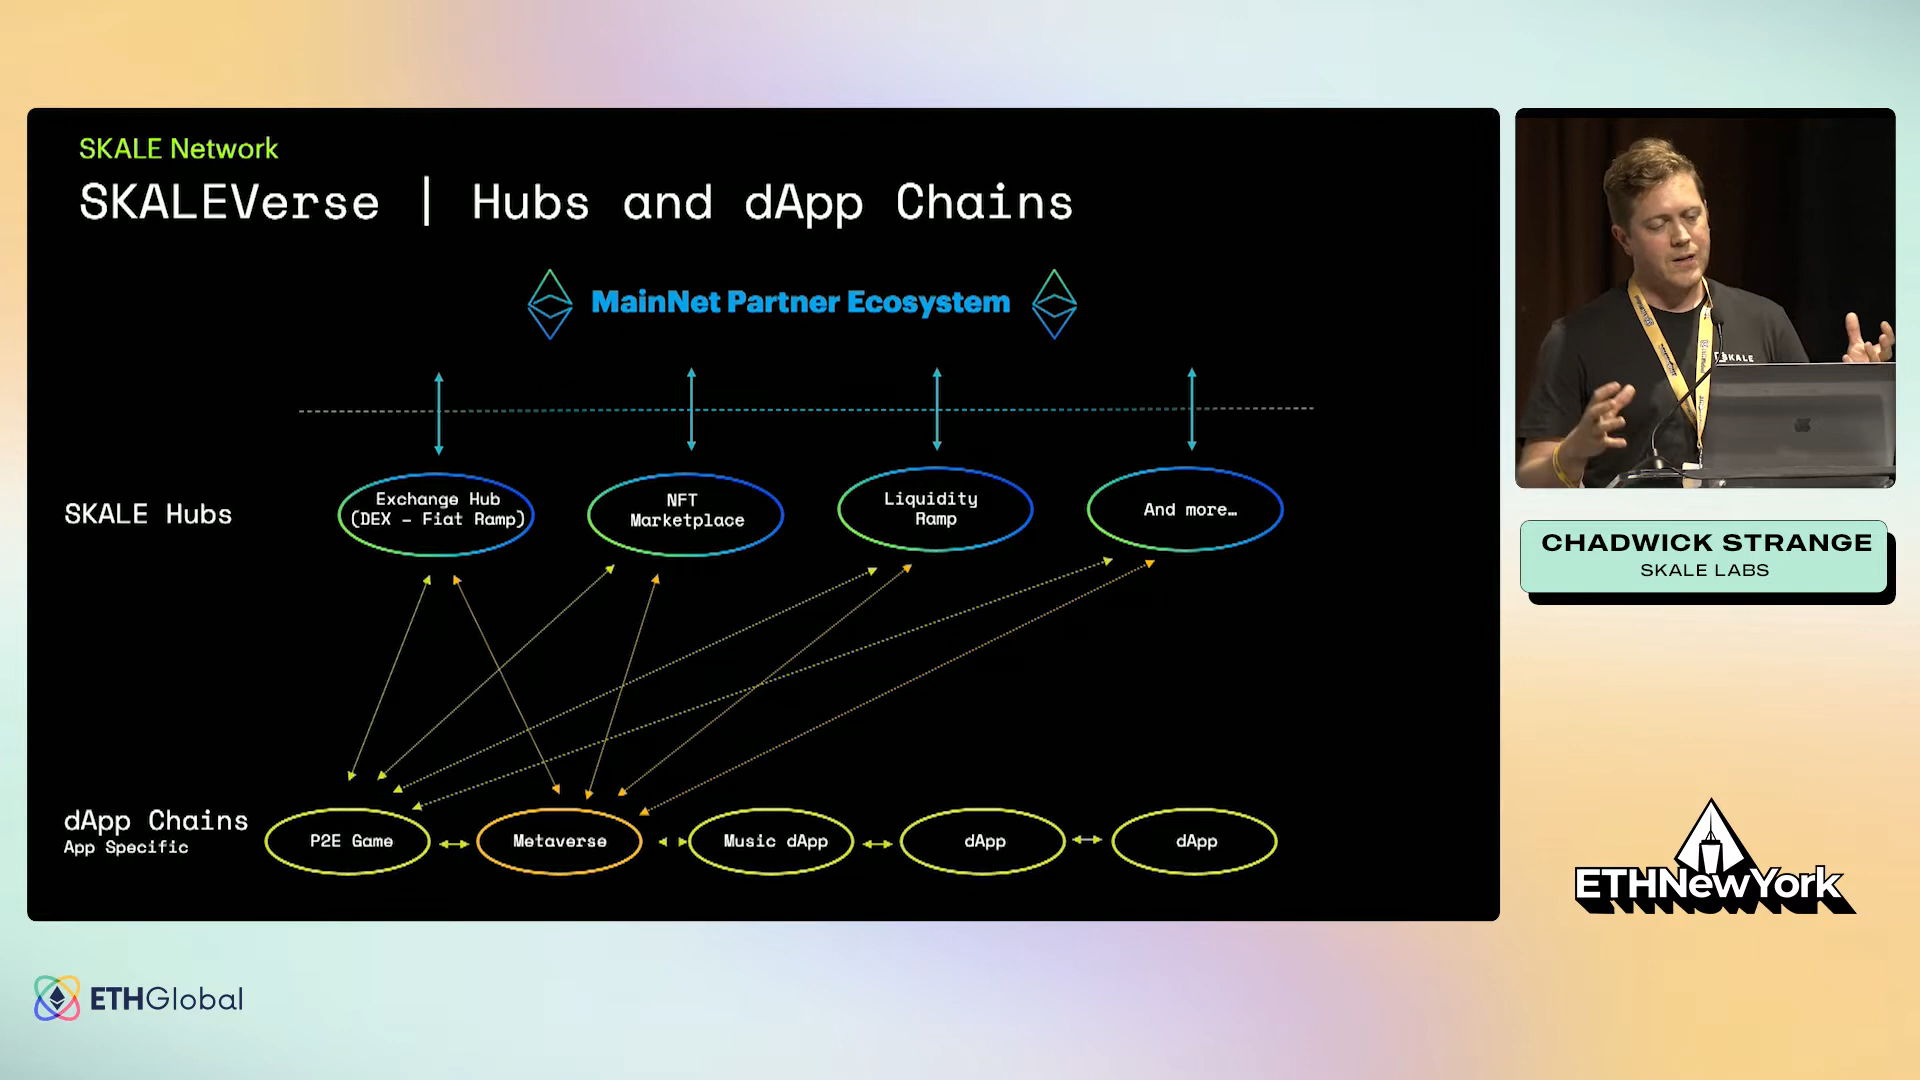 SKALE Network
SKALEVerse | Hubs and dApp Chains
MainNet Partner Ecosystem
SKALE Hubs
Exchange Hub
(DEX – Fiat Ramp)
NFT
Marketplace
Liquidity
Ramp
And more…
dApp Chains
App Specific
P2E Game
Metaverse
Music dApp
dApp
dApp
SKALE
CHADWICK STRANGE
SKALE LABS
ETHNewYork
ETHGlobal